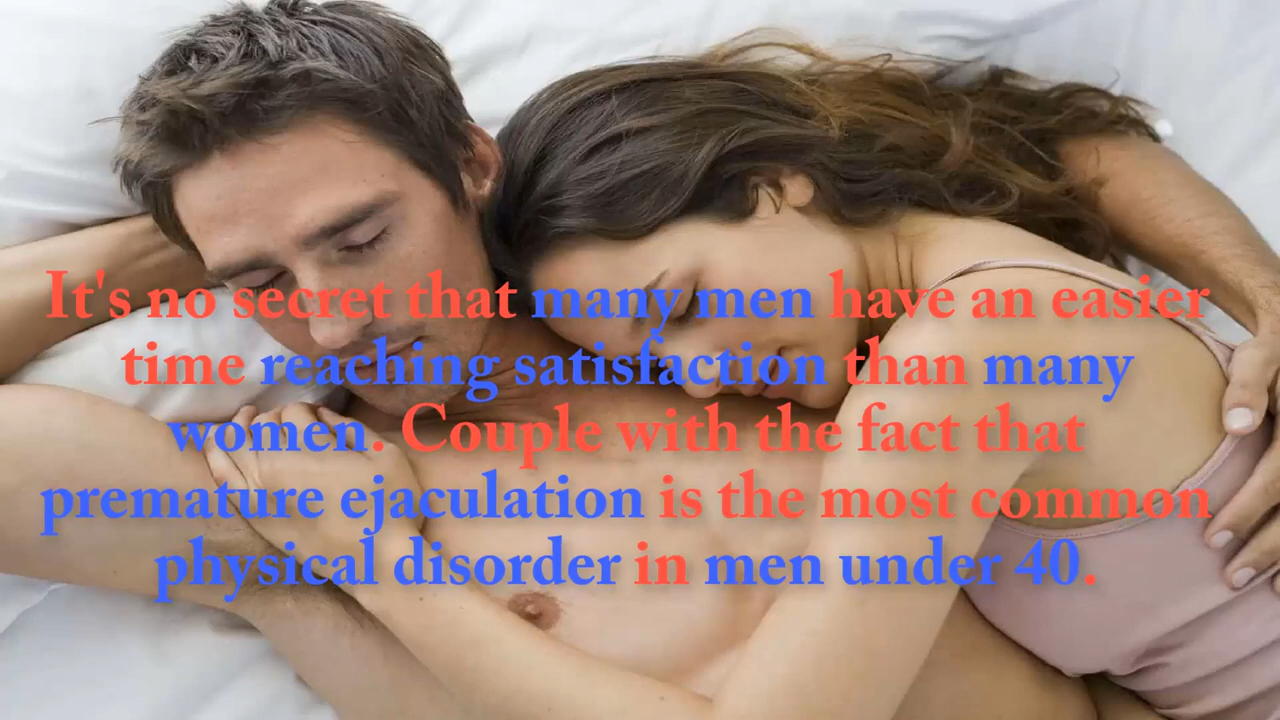 It's no secret that many men have an easier
time reaching satisfaction than many
women. Couple with the fact that
premature ejaculation is the most common
physical disorder in men under 40.